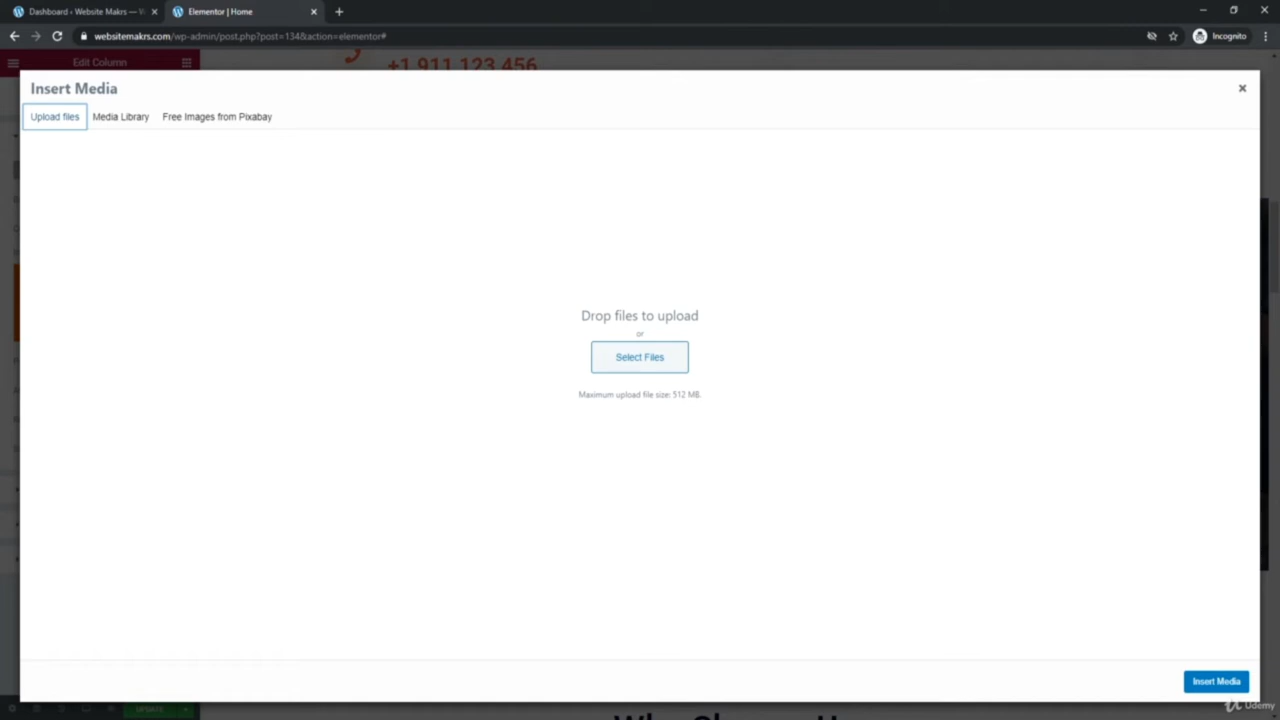 Dashboard ‹ Website Makrs — W
Elementor | Home
websitemakrs.com/wp-admin/post.php?post=134&action=elementor#
Incognito
Edit Column
+1 911 123 456
Insert Media
Upload files
Media Library
Free Images from Pixabay
Drop files to upload
or
Select Files
Maximum upload file size: 512 MB.
Insert Media
UPDATE
Udemy